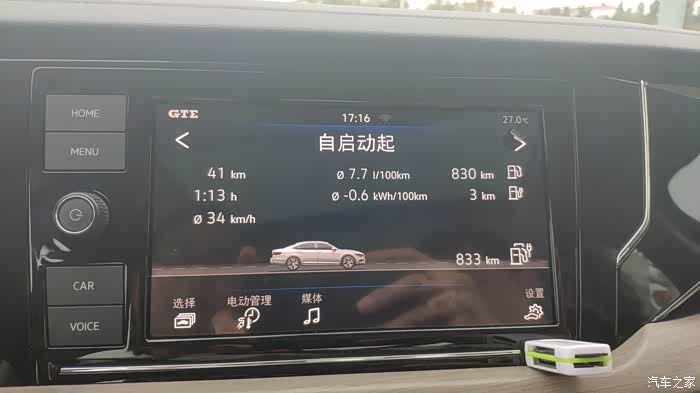 HOME
MENU
CAR
VOICE
GTE
17:16
27.0℃
自启动起
41 km
ø 7.7 l/100km
830 km
1:13 h
ø -0.6 kWh/100km
3 km
ø 34 km/h
833 km
选择
电动管理
媒体
设置
汽车之家